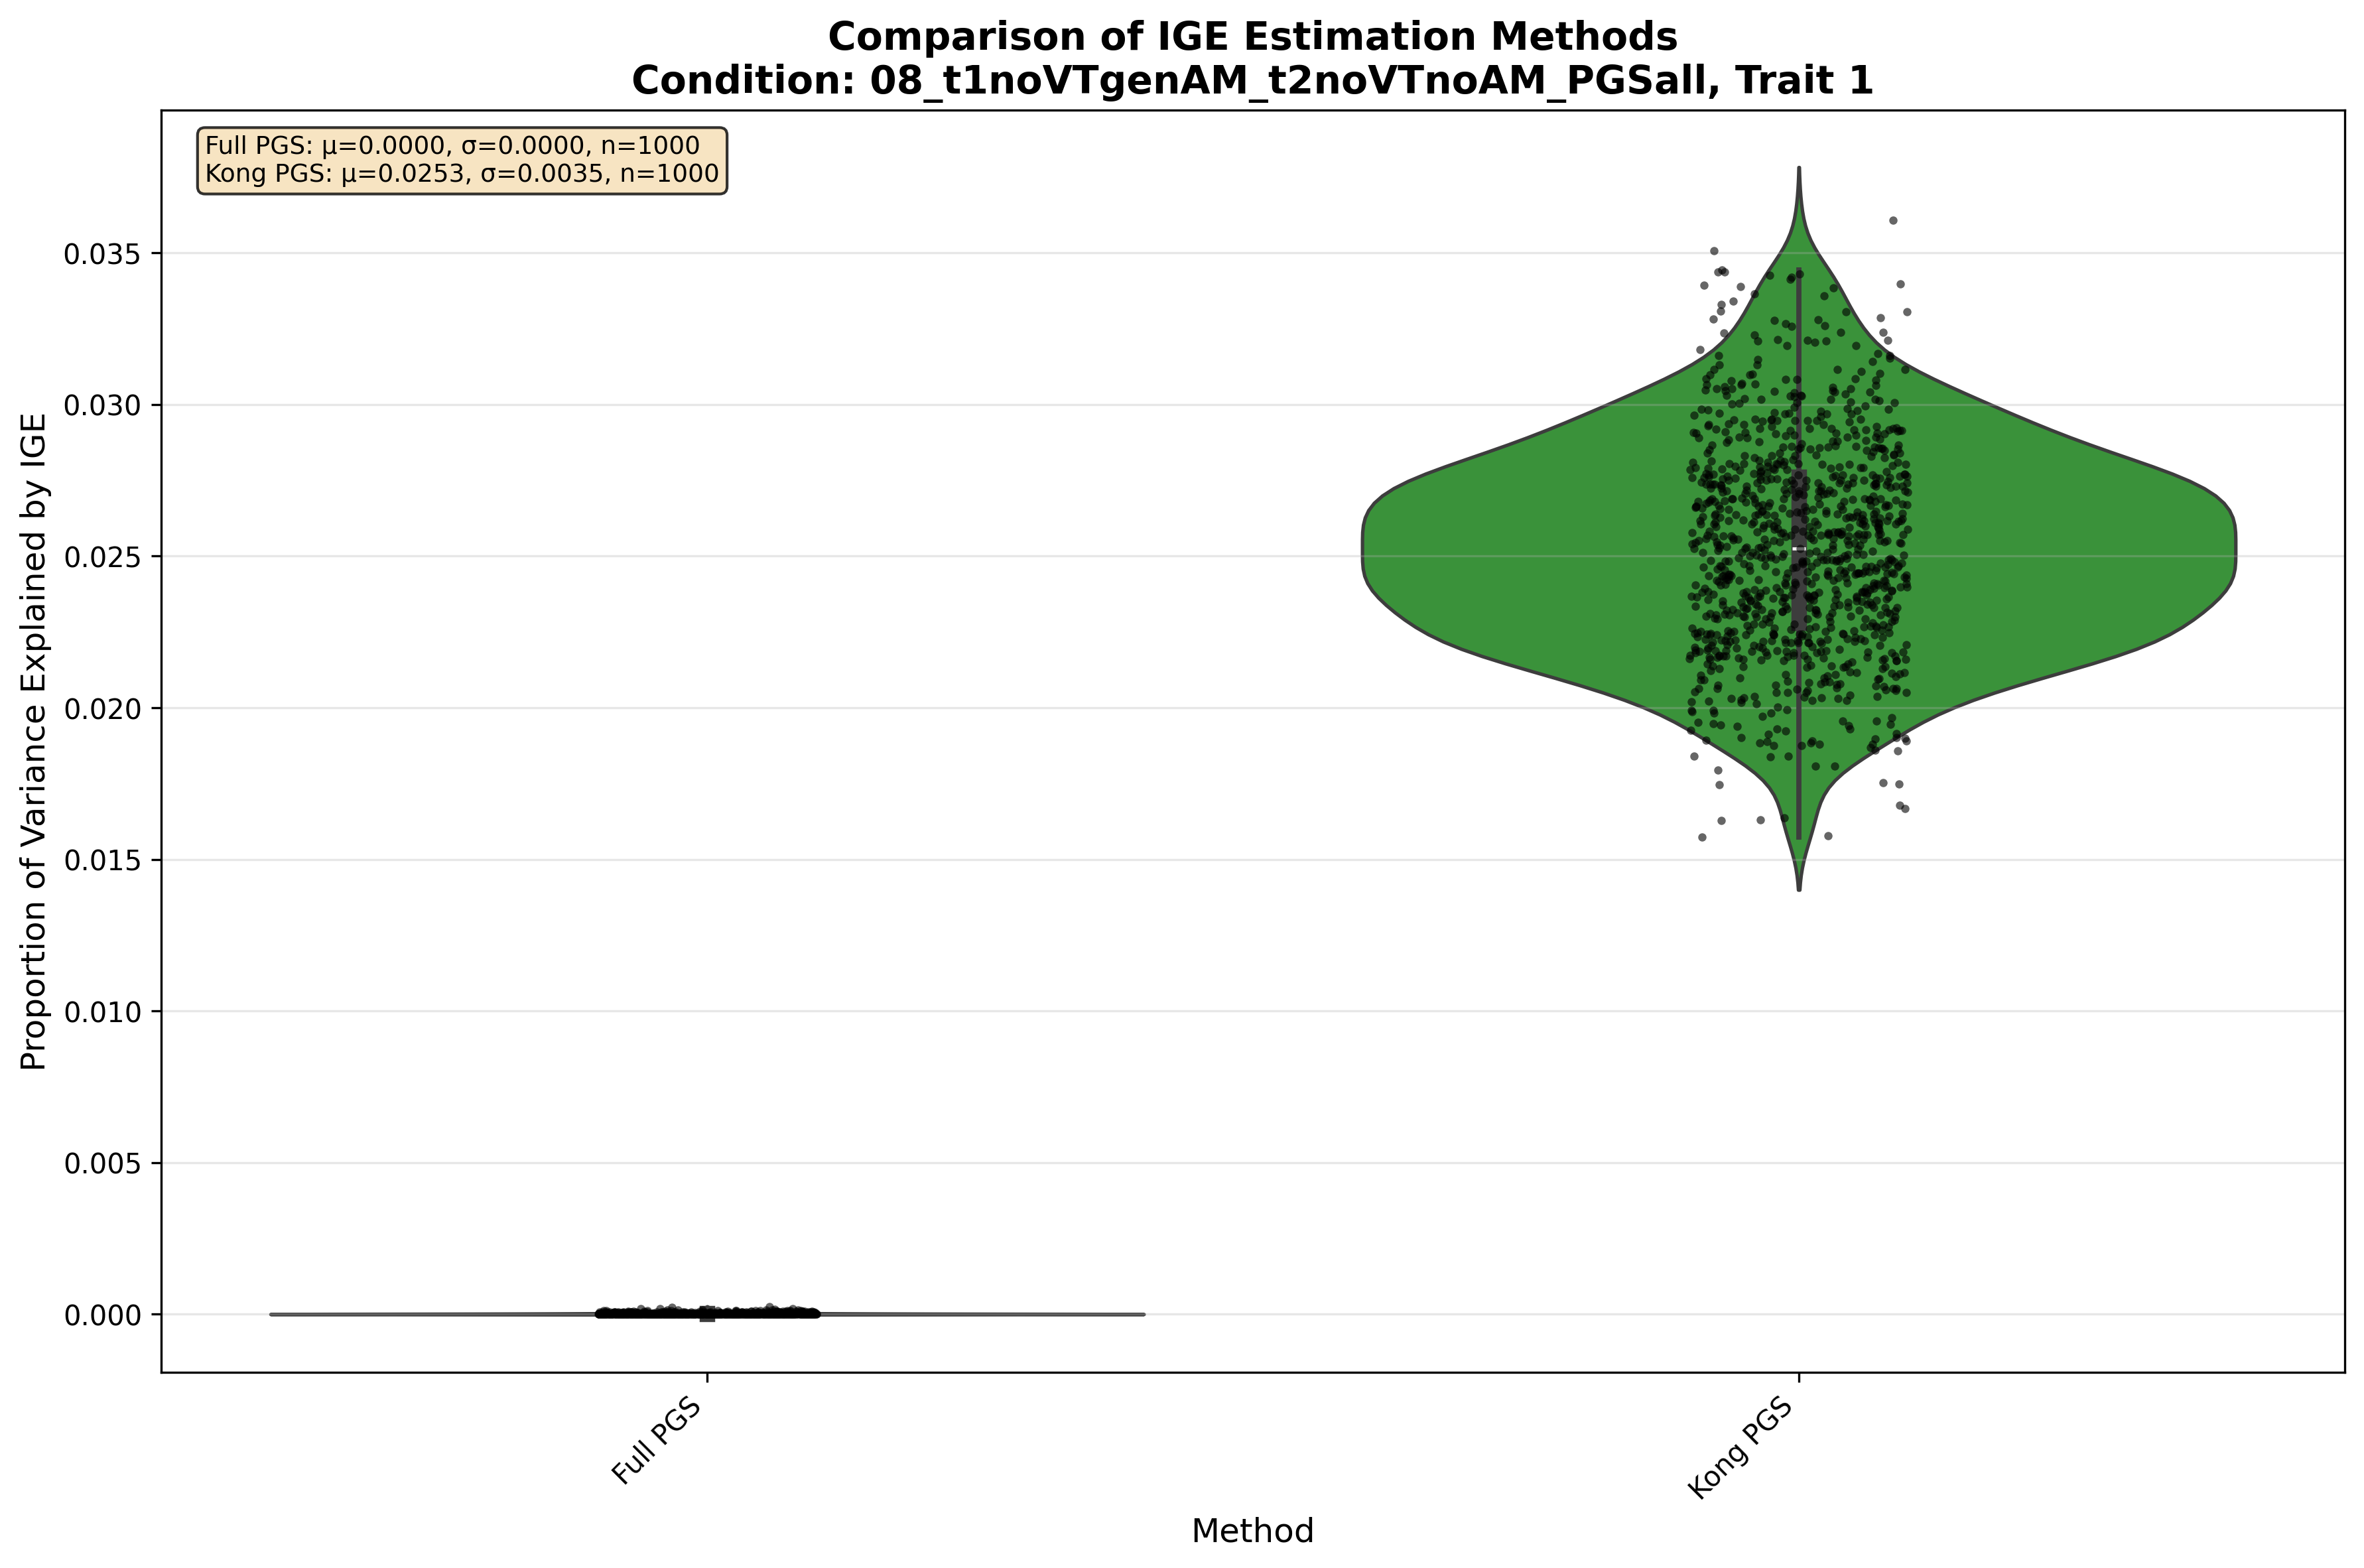 Comparison of IGE Estimation Methods
Condition: 08_t1noVTgenAM_t2noVTnoAM_PGSall, Trait 1
Full PGS: μ=0.0000, σ=0.0000, n=1000
Kong PGS: μ=0.0253, σ=0.0035, n=1000
Proportion of Variance Explained by IGE
0.035
0.030
0.025
0.020
0.015
0.010
0.005
0.000
Full PGS
Kong PGS
Method